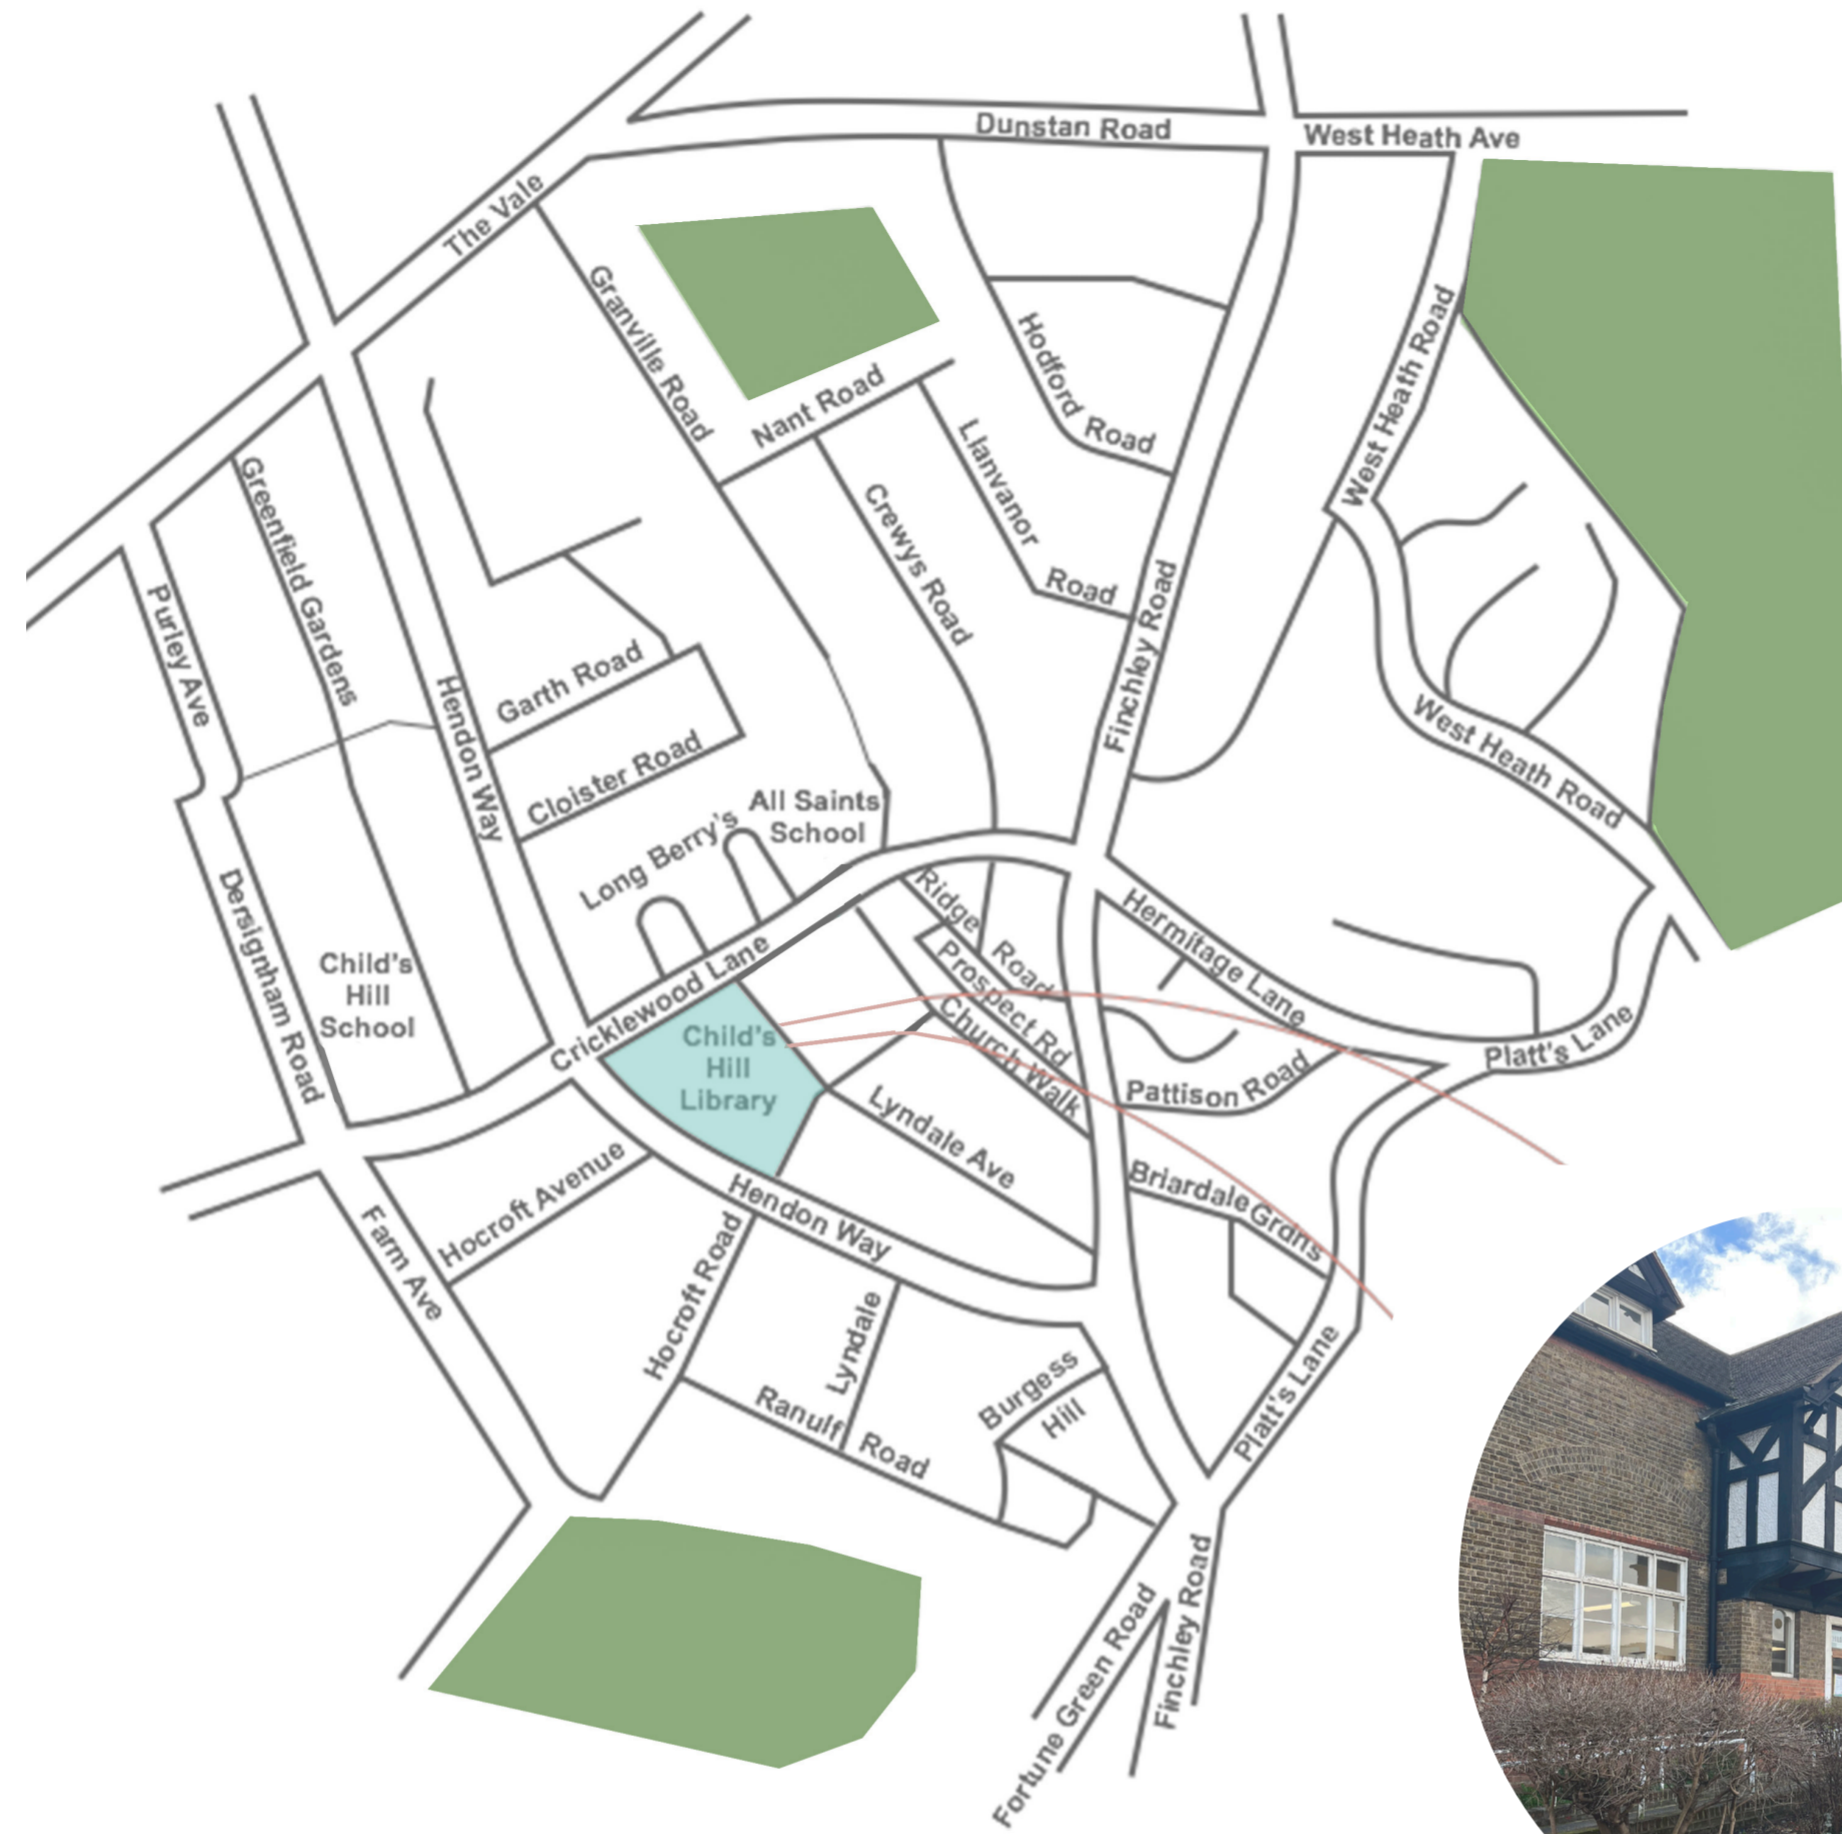 Dunstan Road
West Heath Ave
The Vale
Granville Road
Nant Road
Hodford
Road
West Heath Road
Llanvanor
Road
Crewys Road
Greenfield Gardens
Purley Ave
Finchley Road
Garth Road
Hendon Way
Cloister Road
West Heath Road
All Saints
School
Long Berry's
Dersignham Road
Ridge
Road
Hermitage Lane
Cricklewood Lane
Prospect Rd
Child's
Hill
School
Child's
Hill
Library
Church Walk
Platt's Lane
Pattison Road
Lyndale Ave
Hocroft Avenue
Briardale Grdns
Hendon Way
Farm Ave
Hocroft Road
Lyndale
Burgess
Hill
Platt's Lane
Ranulf
Road
Fortune Green Road
Finchley Road